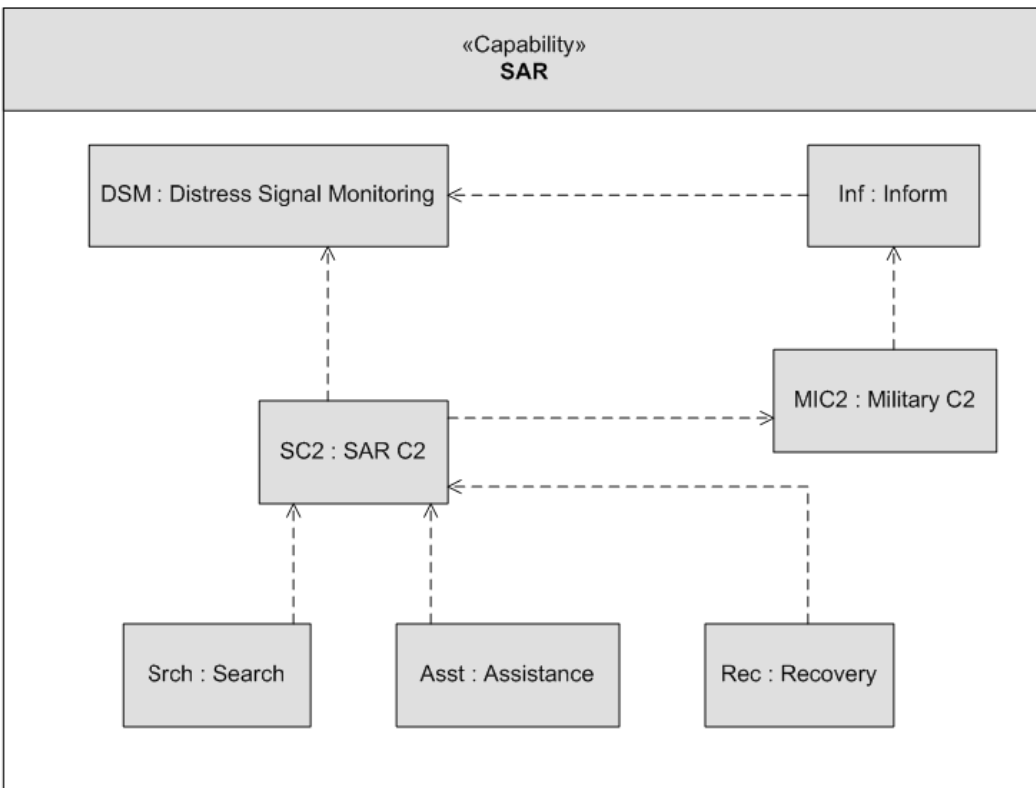 «Capability»
SAR
DSM : Distress Signal Monitoring
Inf : Inform
MIC2 : Military C2
SC2 : SAR C2
Srch : Search
Asst : Assistance
Rec : Recovery